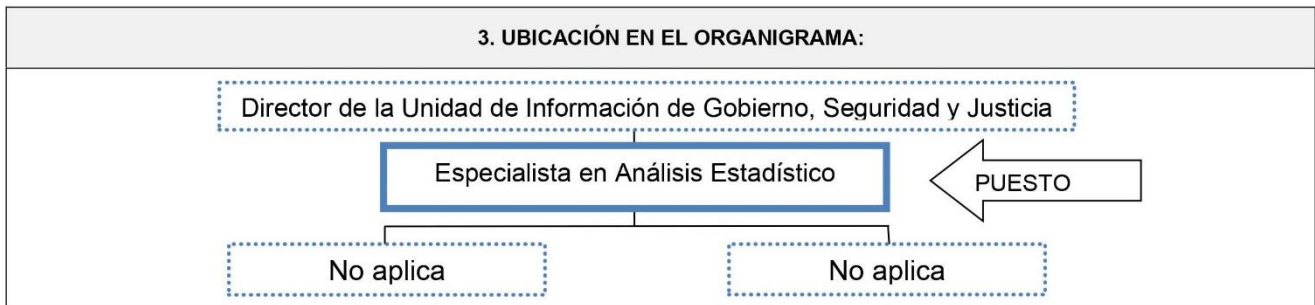 3. UBICACIÓN EN EL ORGANIGRAMA:
Director de la Unidad de Información de Gobierno, Seguridad y Justicia
Especialista en Análisis Estadístico
PUESTO
No aplica
No aplica